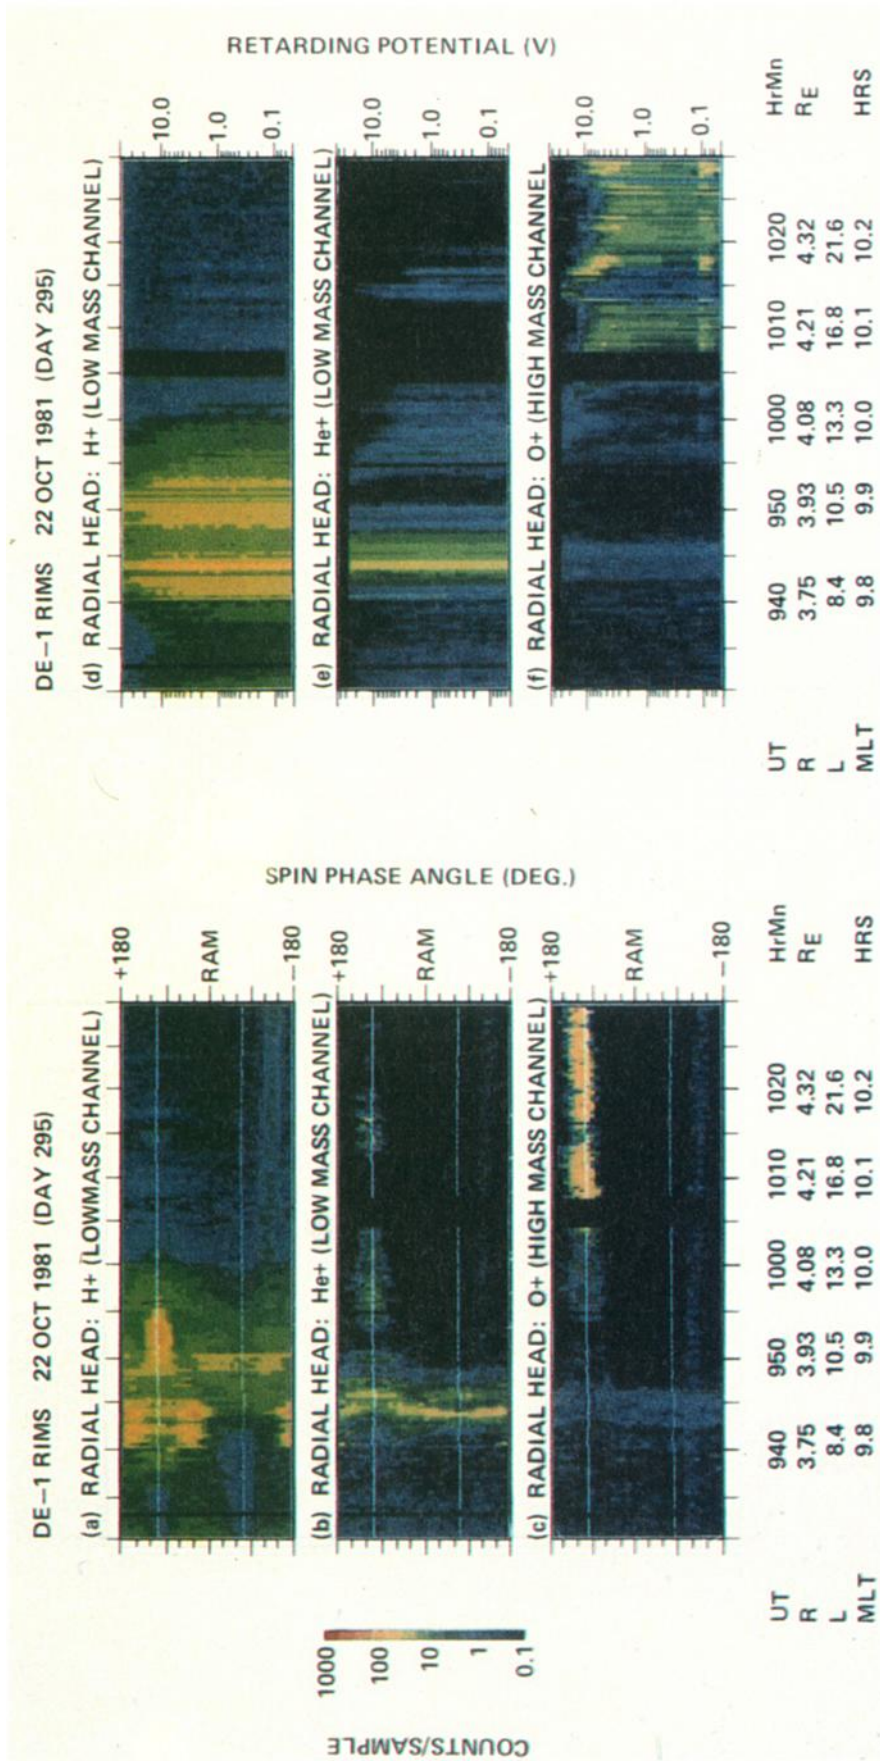 DE-1 RIMS 22 OCT 1981 (DAY 295)
(a) RADIAL HEAD: H+ (LOWMASS CHANNEL)
+180
RAM
-180
(b) RADIAL HEAD: He+ (LOW MASS CHANNEL)
+180
RAM
-180
(c) RADIAL HEAD: O+ (HIGH MASS CHANNEL)
+180
RAM
-180
SPIN PHASE ANGLE (DEG.)
COUNTS/SAMPLE
1000
100
10
1
0.1
UT 940 950 1000 1010 1020 HrMn
R 3.75 3.93 4.08 4.21 4.32 RE
L 8.4 10.5 13.3 16.8 21.6
MLT 9.8 9.9 10.0 10.1 10.2 HRS
DE-1 RIMS 22 OCT 1981 (DAY 295)
(d) RADIAL HEAD: H+ (LOW MASS CHANNEL)
10.0
1.0
0.1
(e) RADIAL HEAD: He+ (LOW MASS CHANNEL)
10.0
1.0
0.1
(f) RADIAL HEAD: O+ (HIGH MASS CHANNEL
10.0
1.0
0.1
RETARDING POTENTIAL (V)
UT 940 950 1000 1010 1020 HrMn
R 3.75 3.93 4.08 4.21 4.32 RE
L 8.4 10.5 13.3 16.8 21.6
MLT 9.8 9.9 10.0 10.1 10.2 HRS